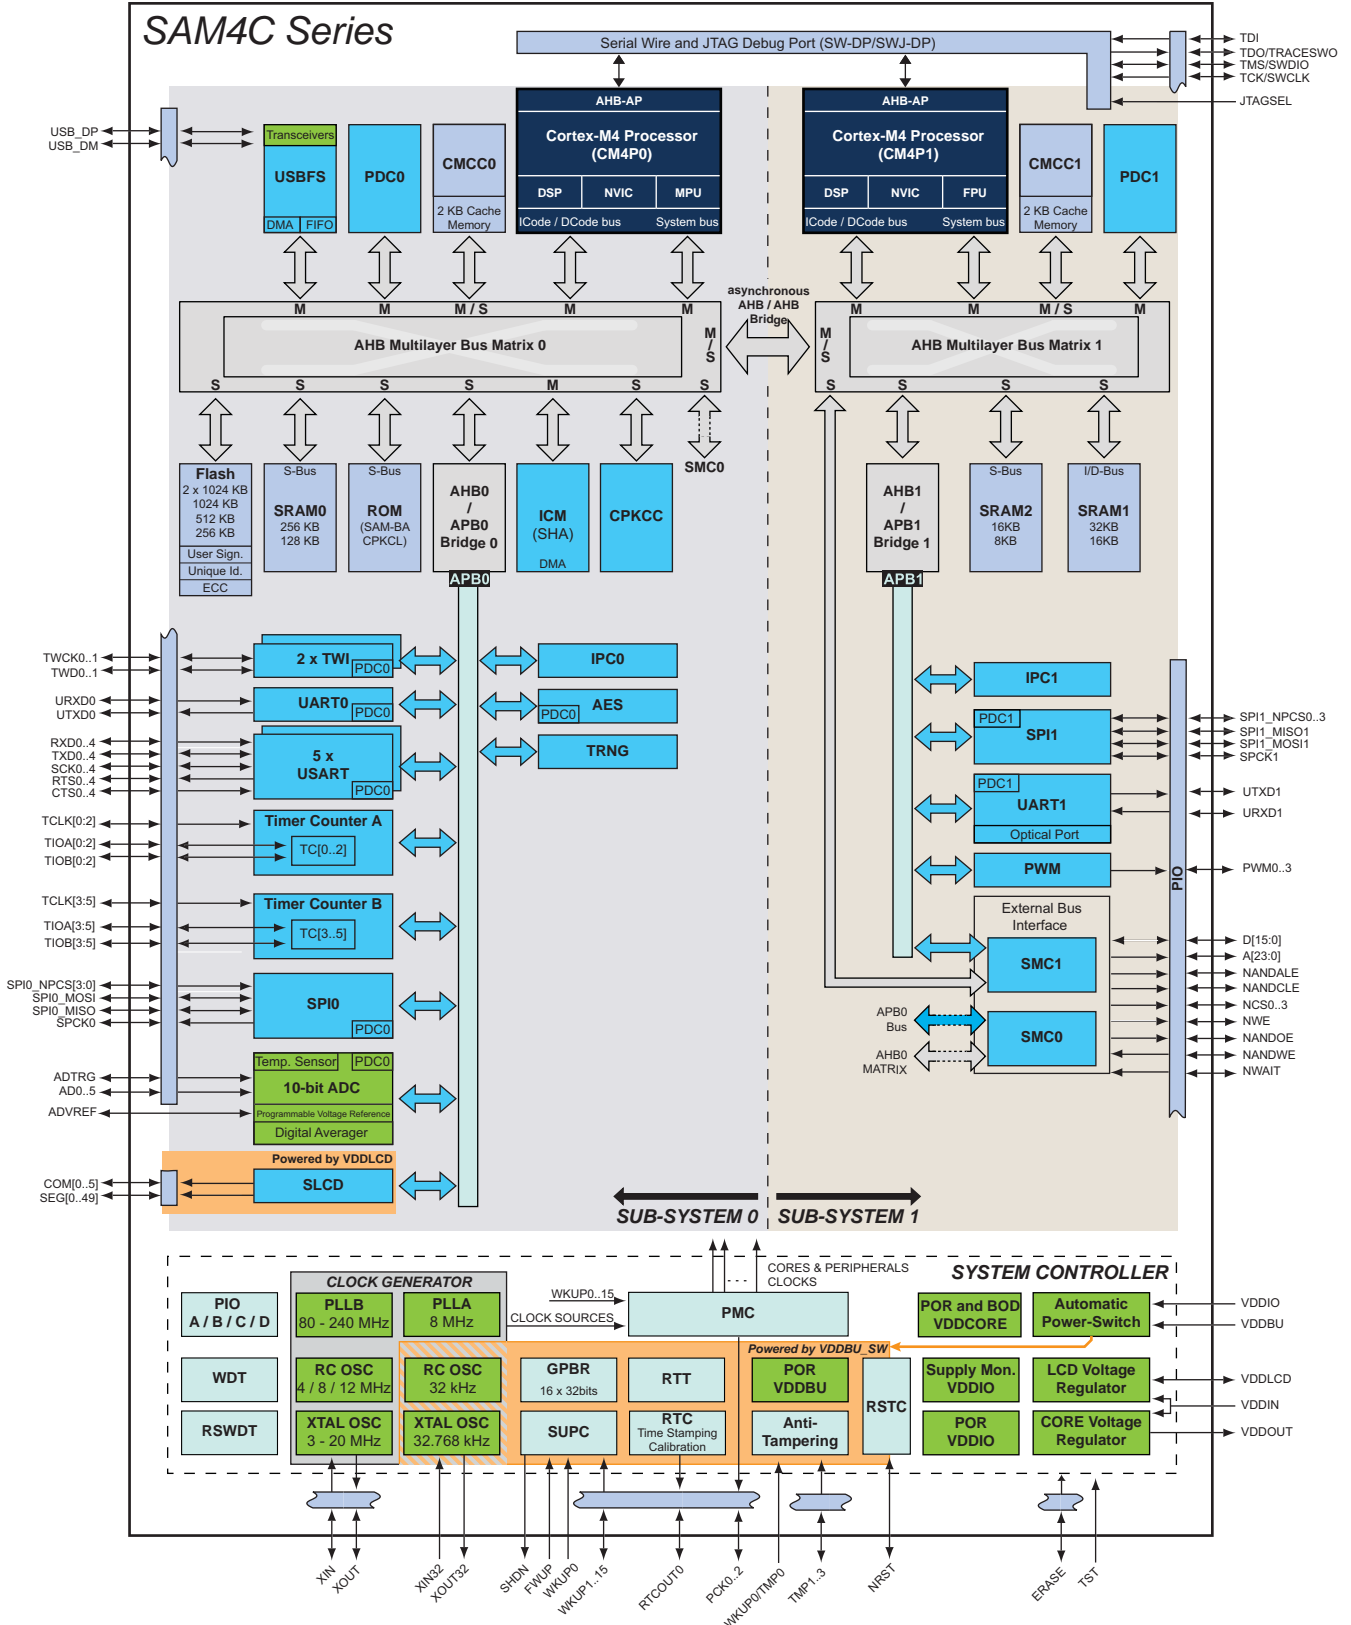 SAM4C Series
Serial Wire and JTAG Debug Port (SW-DP/SWJ-DP)
TDI
TDO/TRACESWO
TMS/SWDIO
TCK/SWCLK
JTAGSEL
USB_DP
USB_DM
Transceivers
USBFS
DMA
FIFO
PDC0
CMCC0
2 KB Cache
Memory
AHB-AP
Cortex-M4 Processor
(CM4P0)
DSP
NVIC
MPU
ICode / DCode bus
System bus
AHB-AP
Cortex-M4 Processor
(CM4P1)
DSP
NVIC
FPU
ICode / DCode bus
System bus
CMCC1
2 KB Cache
Memory
PDC1
asynchronous
AHB / AHB
Bridge
M
M
M / S
M
M
AHB Multilayer Bus Matrix 0
M / S
S
S
S
S
M
S
S
M
M
M / S
M
M / S
AHB Multilayer Bus Matrix 1
S
S
S
S
Flash
2 x 1024 KB
1024 KB
512 KB
256 KB
User Sign.
Unique Id.
ECC
S-Bus
SRAM0
256 KB
128 KB
S-Bus
ROM
(SAM-BA
CPKCL)
AHB0
/
APB0
Bridge 0
APB0
ICM
(SHA)
DMA
CPKCC
SMC0
AHB1
/
APB1
Bridge 1
APB1
S-Bus
SRAM2
16KB
8KB
I/D-Bus
SRAM1
32KB
16KB
TWCK0..1
TWD0..1
2 x TWI
PDC0
IPC0
URXD0
UTXD0
UART0
PDC0
AES
PDC0
RXD0..4
TXD0..4
SCK0..4
RTS0..4
CTS0..4
5 x
USART
PDC0
TRNG
TCLK[0:2]
TIOA[0:2]
TIOB[0:2]
Timer Counter A
TC[0..2]
TCLK[3:5]
TIOA[3:5]
TIOB[3:5]
Timer Counter B
TC[3..5]
SPI0_NPCS[3:0]
SPI0_MOSI
SPI0_MISO
SPCK0
SPI0
PDC0
ADTRG
AD0..5
ADVREF
Temp. Sensor
PDC0
10-bit ADC
Programmable Voltage Reference
Digital Averager
Powered by VDDLCD
COM[0..5]
SEG[0..49]
SLCD
IPC1
PDC1
SPI1
SPI1_NPCS0..3
SPI1_MISO1
SPI1_MOSI1
SPCK1
PDC1
UART1
Optical Port
UTXD1
URXD1
PWM
PIO
PWM0..3
External Bus
Interface
SMC1
SMC0
APB0
Bus
AHB0
MATRIX
D[15:0]
A[23:0]
NANDALE
NANDCLE
NCS0..3
NWE
NANDOE
NANDWE
NWAIT
SUB-SYSTEM 0
SUB-SYSTEM 1
CORES & PERIPHERALS
CLOCKS
SYSTEM CONTROLLER
PIO
A / B / C / D
WDT
RSWDT
CLOCK GENERATOR
PLLB
80 - 240 MHz
PLLA
8 MHz
RC OSC
4 / 8 / 12 MHz
RC OSC
32 kHz
XTAL OSC
3 - 20 MHz
XTAL OSC
32.768 kHz
WKUP0..15
CLOCK SOURCES
PMC
Powered by VDDBU_SW
GPBR
16 x 32bits
RTT
POR
VDDBU
RSTC
SUPC
RTC
Time Stamping
Calibration
Anti-
Tampering
POR and BOD
VDDCORE
Automatic
Power-Switch
Supply Mon.
VDDIO
LCD Voltage
Regulator
POR
VDDIO
CORE Voltage
Regulator
VDDIO
VDDBU
VDDLCD
VDDIN
VDDOUT
XIN
XOUT
XIN32
XOUT32
SHDN
FWUP
WKUP0
WKUP1..15
RTCOUT0
PCK0..2
WKUP0/TMP0
TMP1..3
NRST
ERASE
TST